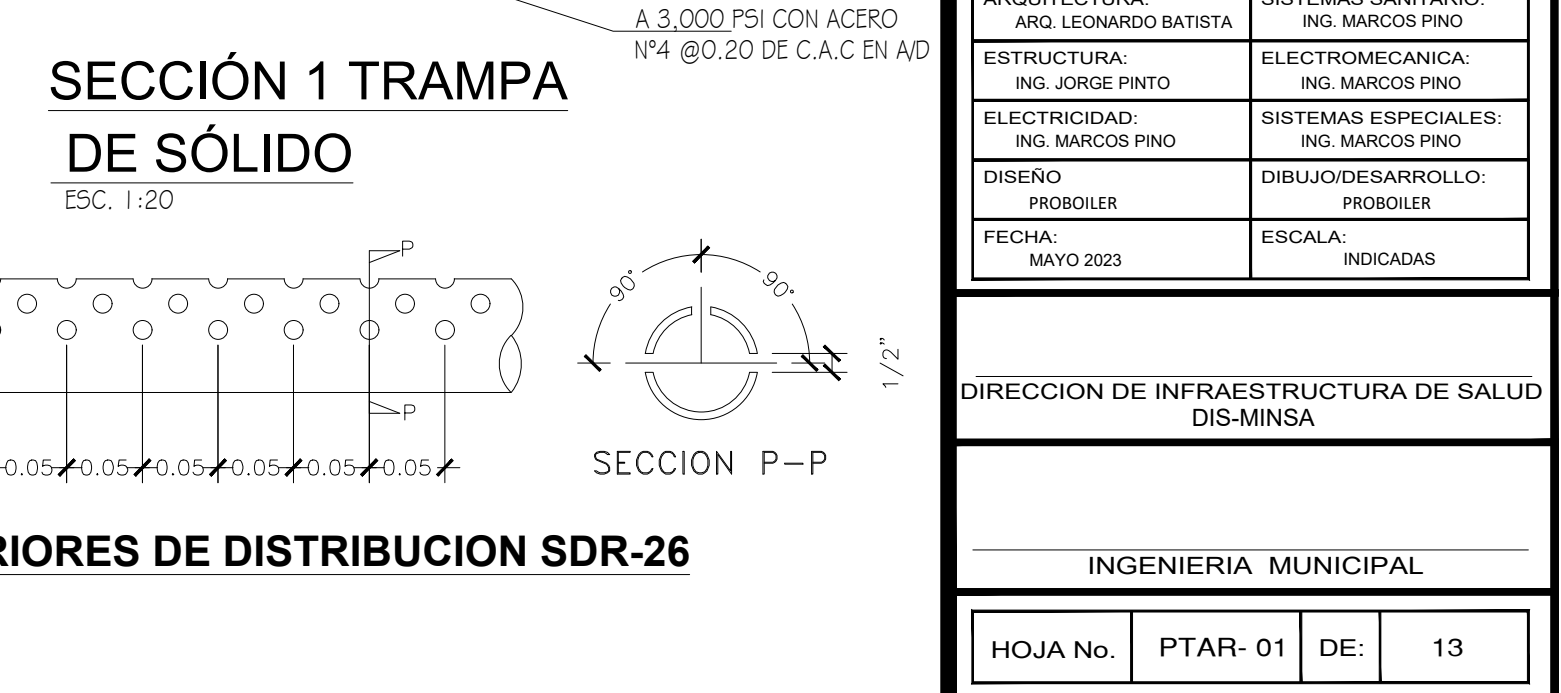 A 3,000 PSI CON ACERO
Nº4 @0.20 DE C.A.C EN A/D
SECCIÓN 1 TRAMPA
DE SÓLIDO
ESC. 1:20
P
P
0.05 0.05 0.05 0.05 0.05 0.05
90°
90°
1/2"
SECCION P-P
RIORES DE DISTRIBUCION SDR-26
ARQUITECTURA:
ARQ. LEONARDO BATISTA
SISTEMAS SANITARIO:
ING. MARCOS PINO
ESTRUCTURA:
ING. JORGE PINTO
ELECTROMECANICA:
ING. MARCOS PINO
ELECTRICIDAD:
ING. MARCOS PINO
SISTEMAS ESPECIALES:
ING. MARCOS PINO
DISEÑO
PROBOILER
DIBUJO/DESARROLLO:
PROBOILER
FECHA:
MAYO 2023
ESCALA:
INDICADAS
DIRECCION DE INFRAESTRUCTURA DE SALUD
DIS-MINSA
INGENIERIA MUNICIPAL
HOJA No. PTAR- 01 DE: 13